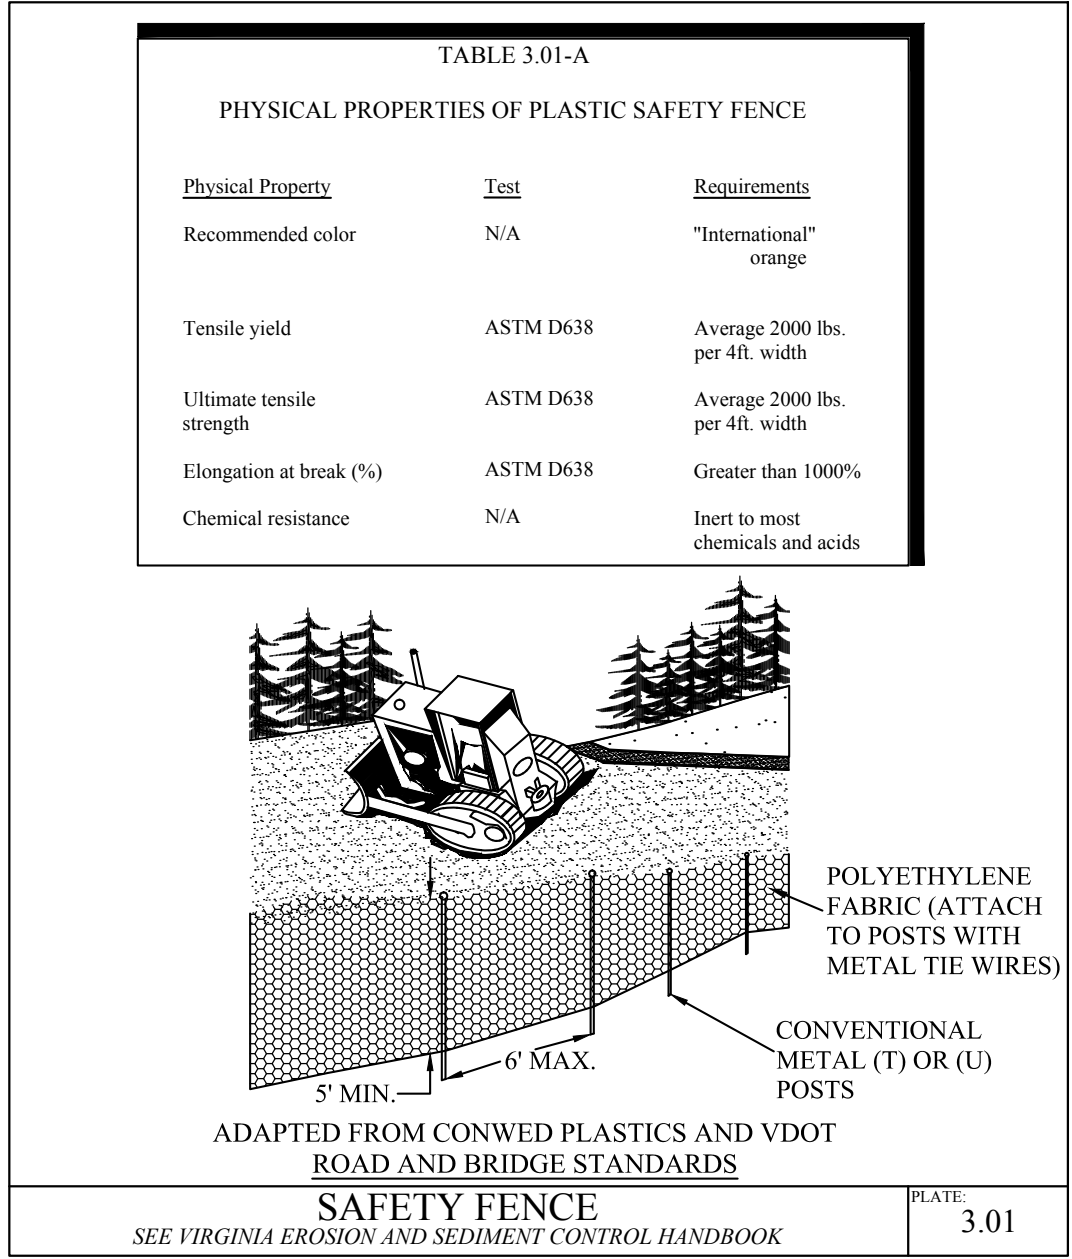 TABLE 3.01-A
PHYSICAL PROPERTIES OF PLASTIC SAFETY FENCE
Physical Property Test Requirements
Recommended color N/A "International"
orange
Tensile yield ASTM D638 Average 2000 lbs.
per 4ft. width
Ultimate tensile ASTM D638 Average 2000 lbs.
strength per 4ft. width
Elongation at break (%) ASTM D638 Greater than 1000%
Chemical resistance N/A Inert to most
chemicals and acids
POLYETHYLENE
FABRIC (ATTACH
TO POSTS WITH
METAL TIE WIRES)
CONVENTIONAL
METAL (T) OR (U)
POSTS
6' MAX.
5' MIN.
ADAPTED FROM CONWED PLASTICS AND VDOT
ROAD AND BRIDGE STANDARDS
SAFETY FENCE
SEE VIRGINIA EROSION AND SEDIMENT CONTROL HANDBOOK
PLATE:
3.01